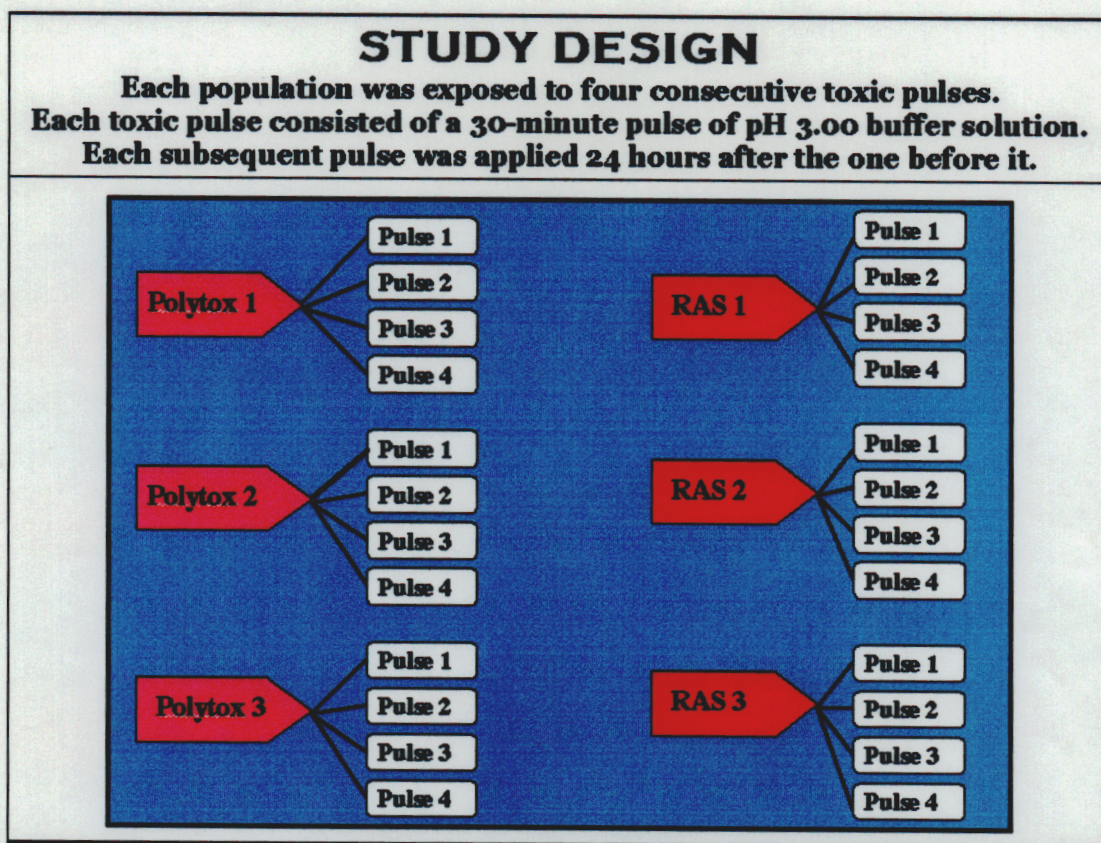 STUDY DESIGN
Each population was exposed to four consecutive toxic pulses.
Each toxic pulse consisted of a 30-minute pulse of pH 3.00 buffer solution.
Each subsequent pulse was applied 24 hours after the one before it.
Polytox 1
Pulse 1
Pulse 2
Pulse 3
Pulse 4
RAS 1
Pulse 1
Pulse 2
Pulse 3
Pulse 4
Polytox 2
Pulse 1
Pulse 2
Pulse 3
Pulse 4
RAS 2
Pulse 1
Pulse 2
Pulse 3
Pulse 4
Polytox 3
Pulse 1
Pulse 2
Pulse 3
Pulse 4
RAS 3
Pulse 1
Pulse 2
Pulse 3
Pulse 4